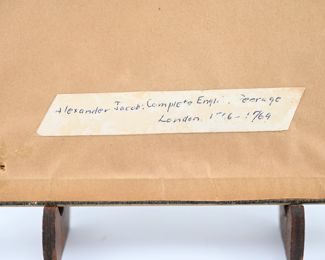 Alexander Jacob, Complete Engl. Peerage
London 1766-1769